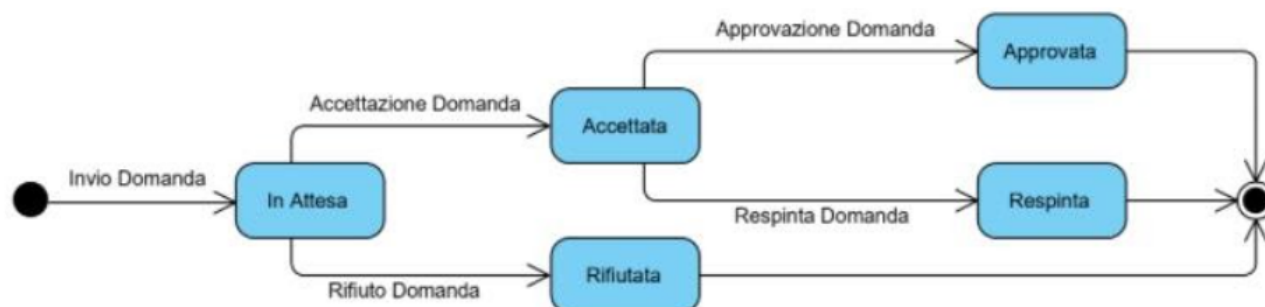 Approvazione Domanda
Approvata
Accettazione Domanda
Accettata
Invio Domanda
In Attesa
Respinta Domanda
Respinta
Rifiuto Domanda
Rifiutata